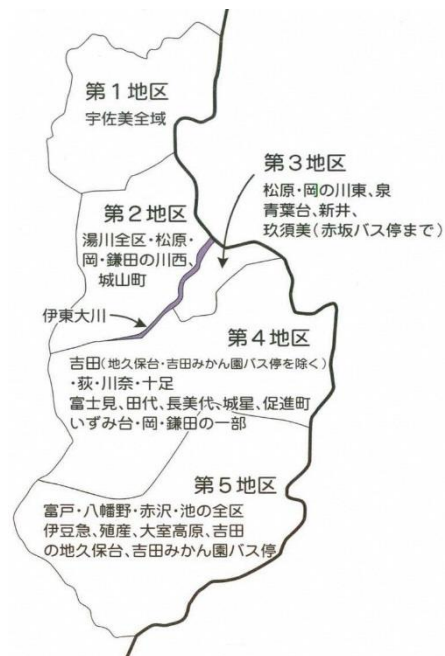 第1地区
宇佐美全域
第3地区
松原・岡の川東、泉
青葉台、新井、
玖須美(赤坂バス停まで)
第2地区
湯川全区・松原・
岡・鎌田の川西、
城山町
伊東大川
第4地区
吉田(地久保台・吉田みかん園バス停を除く)
・荻・川奈・十足
富士見、田代、長美代、城星、促進町
いずみ台・岡・鎌田の一部
第5地区
富戸・八幡野・赤沢・池の全区
伊豆急、殖産、大室高原、吉田
の地久保台、吉田みかん園バス停